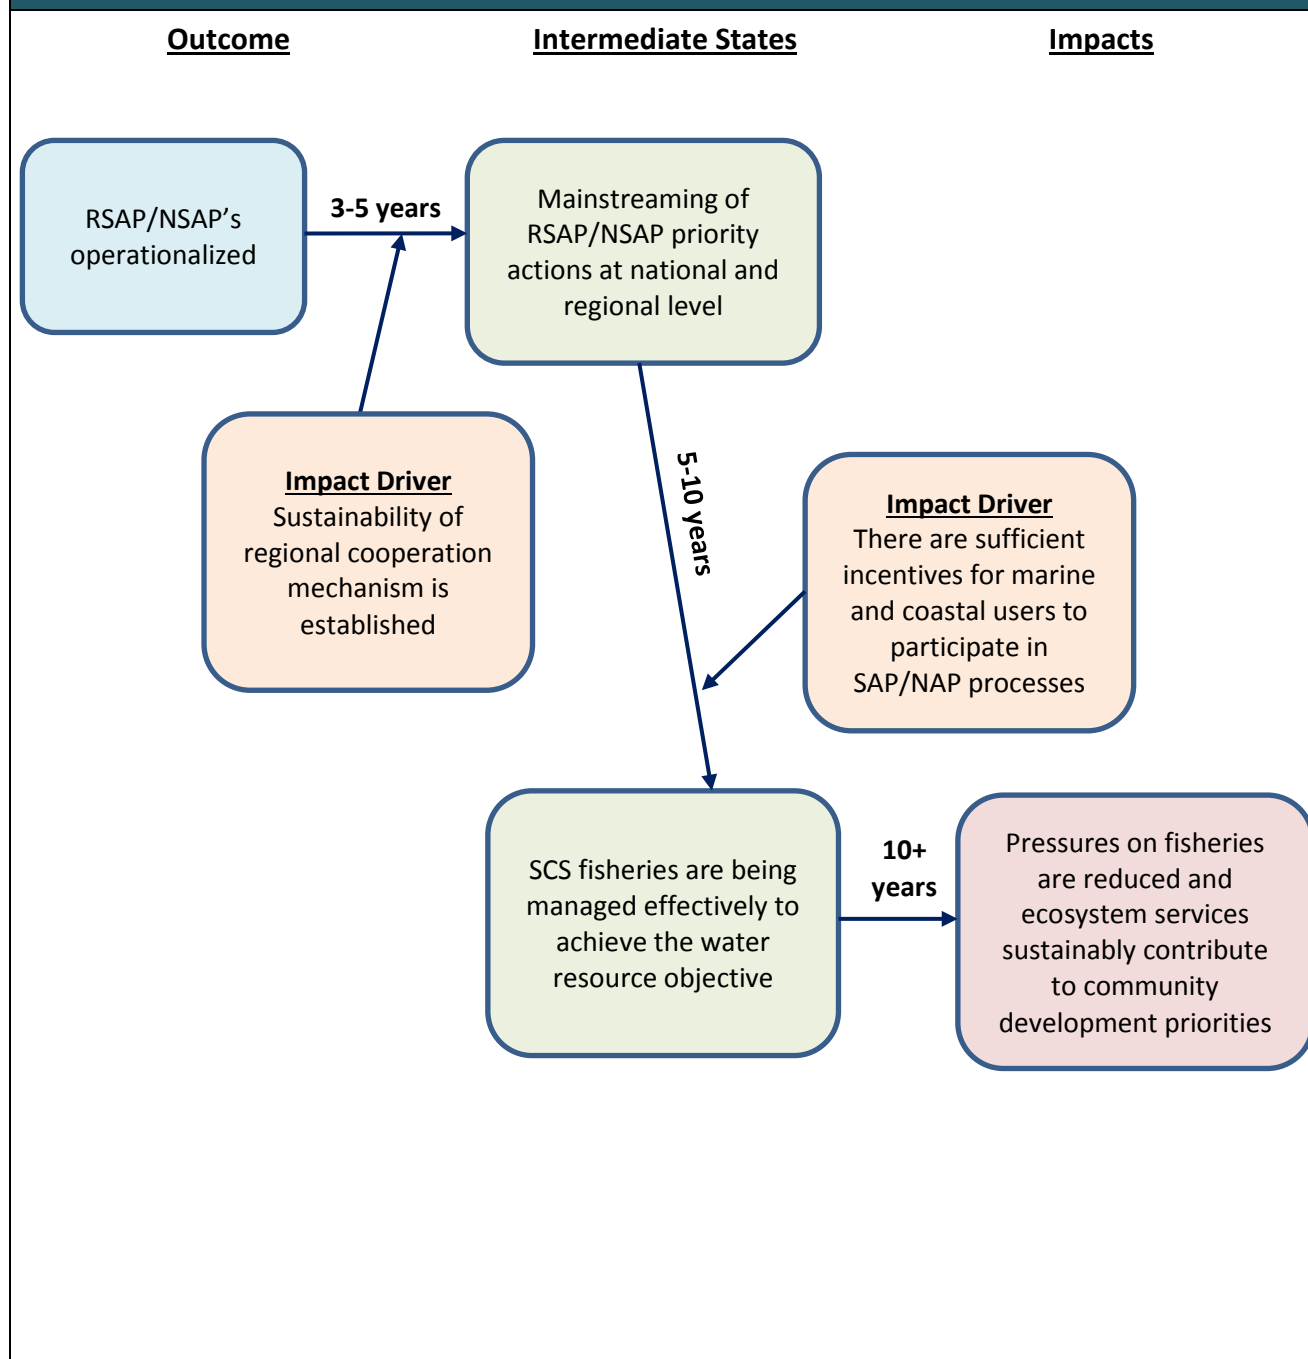 Outcome
Intermediate States
Impacts
RSAP/NSAP’s
operationalized
3-5 years
Mainstreaming of
RSAP/NSAP priority
actions at national and
regional level
Impact Driver
Sustainability of
regional cooperation
mechanism is
established
5-10 years
Impact Driver
There are sufficient
incentives for marine
and coastal users to
participate in
SAP/NAP processes
SCS fisheries are being
managed effectively to
achieve the water
resource objective
10+
years
Pressures on fisheries
are reduced and
ecosystem services
sustainably contribute
to community
development priorities